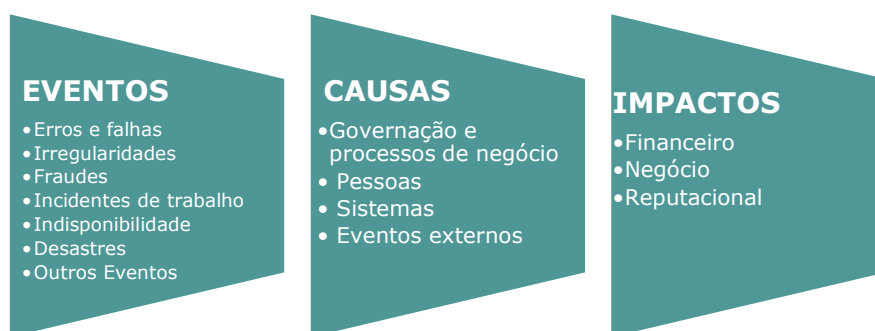 EVENTOS
•Erros e falhas
•Irregularidades
•Fraudes
•Incidentes de trabalho
•Indisponibilidade
•Desastres
•Outros Eventos
CAUSAS
•Governação e
processos de negócio
• Pessoas
• Sistemas
• Eventos externos
IMPACTOS
•Financeiro
•Negócio
•Reputacional